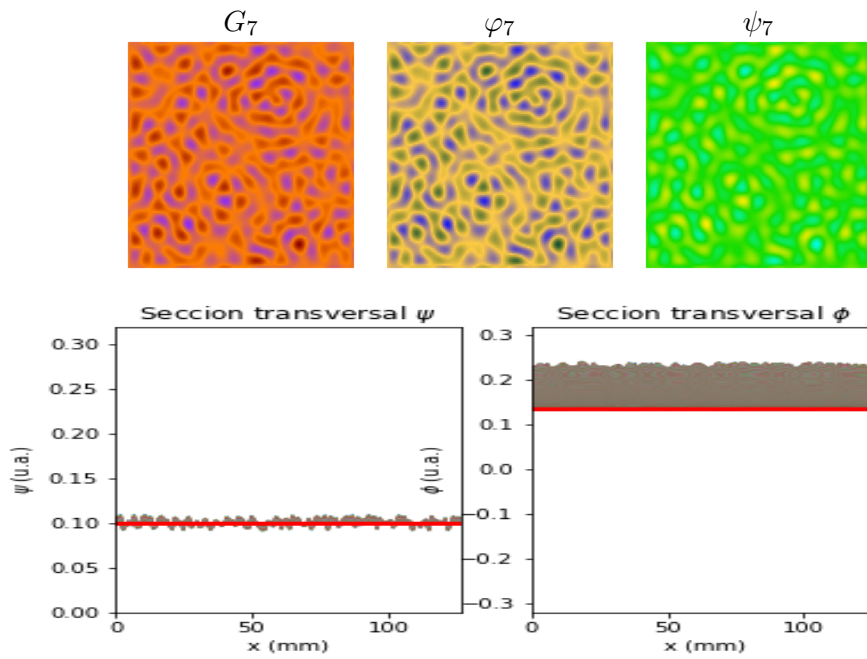 G7 φ7 ψ7
Seccion transversal ψ
0.30
0.25
0.20
0.15
0.10
0.05
0.00
ψ (u.a.)
0 50 100
x (mm)
Seccion transversal ϕ
0.3
0.2
0.1
0.0
−0.1
−0.2
−0.3
ϕ (u.a.)
0 50 100
x (mm)